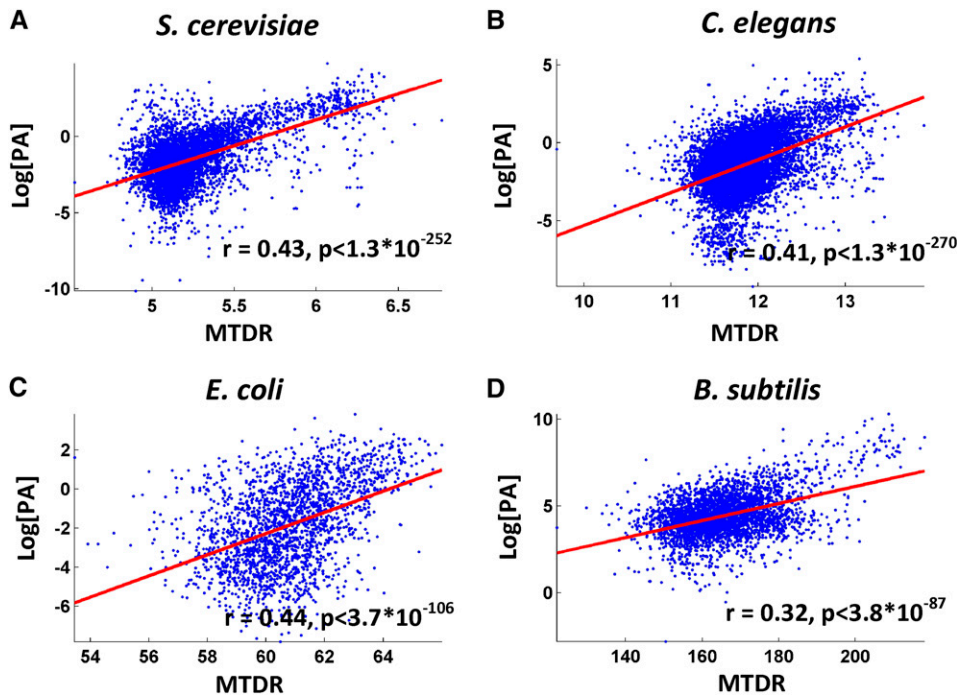 A
S. cerevisiae
Log[PA]
0
-5
-10
r = 0.43, p<1.3*10^-252
5
5.5
6
6.5
MTDR
B
C. elegans
Log[PA]
5
0
-5
r = 0.41, p<1.3*10^-270
10
11
12
13
MTDR
C
E. coli
Log[PA]
2
0
-2
-4
-6
r = 0.44, p<3.7*10^-106
54
56
58
60
62
64
MTDR
D
B. subtilis
Log[PA]
10
5
0
r = 0.32, p<3.8*10^-87
140
160
180
200
MTDR